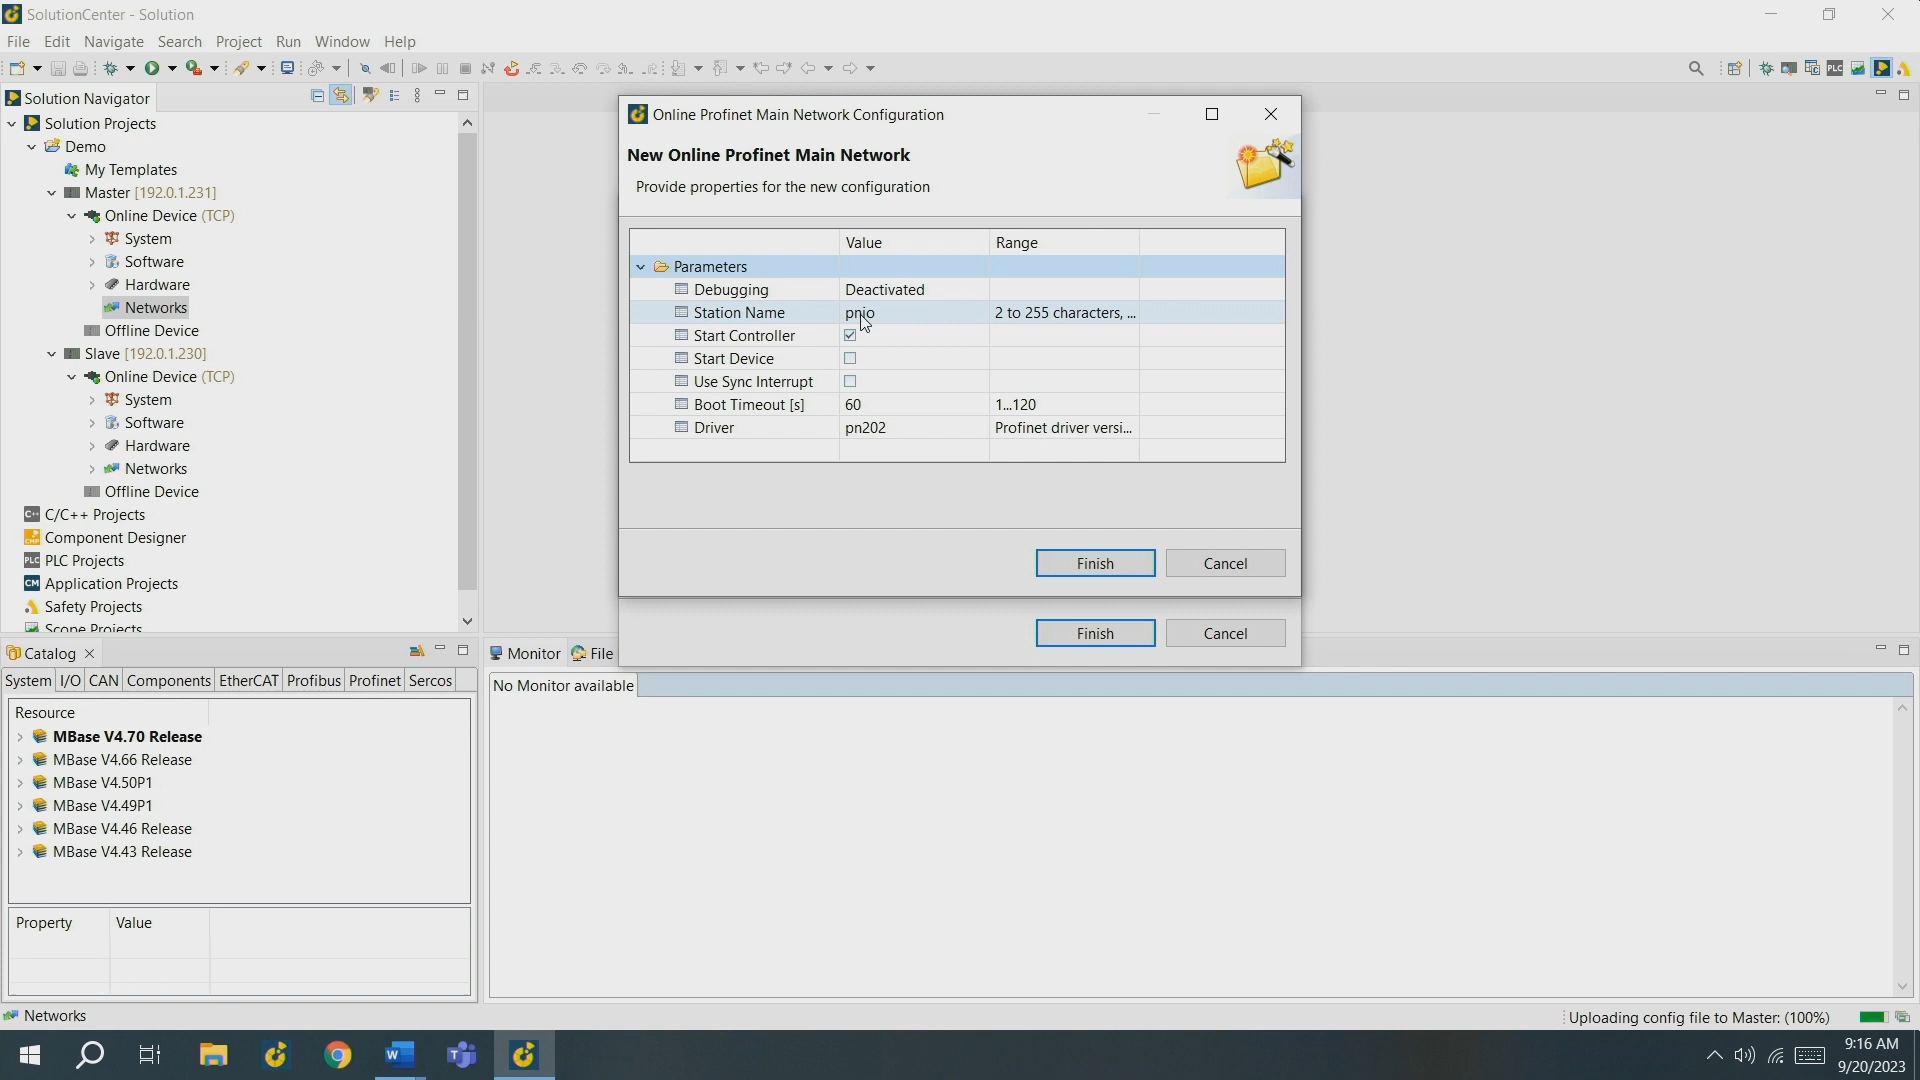 SolutionCenter - Solution
File Edit Navigate Search Project Run Window Help
Solution Navigator
Solution Projects
Demo
My Templates
Master [192.0.1.231]
Online Device (TCP)
System
Software
Hardware
Networks
Offline Device
Slave [192.0.1.230]
Online Device (TCP)
System
Software
Hardware
Networks
Offline Device
C/C++ Projects
Component Designer
PLC Projects
Application Projects
Safety Projects
Scope Projects
Online Profinet Main Network Configuration
New Online Profinet Main Network
Provide properties for the new configuration
Value Range
Parameters
Debugging Deactivated
Station Name pnio 2 to 255 characters, ...
Start Controller
Start Device
Use Sync Interrupt
Boot Timeout [s] 60 1...120
Driver pn202 Profinet driver versi...
Finish Cancel
Finish Cancel
Catalog
System I/O CAN Components EtherCAT Profibus Profinet Sercos
Resource
MBase V4.70 Release
MBase V4.66 Release
MBase V4.50P1
MBase V4.49P1
MBase V4.46 Release
MBase V4.43 Release
Property Value
Monitor File
No Monitor available
Networks
Uploading config file to Master: (100%)
9:16 AM
9/20/2023